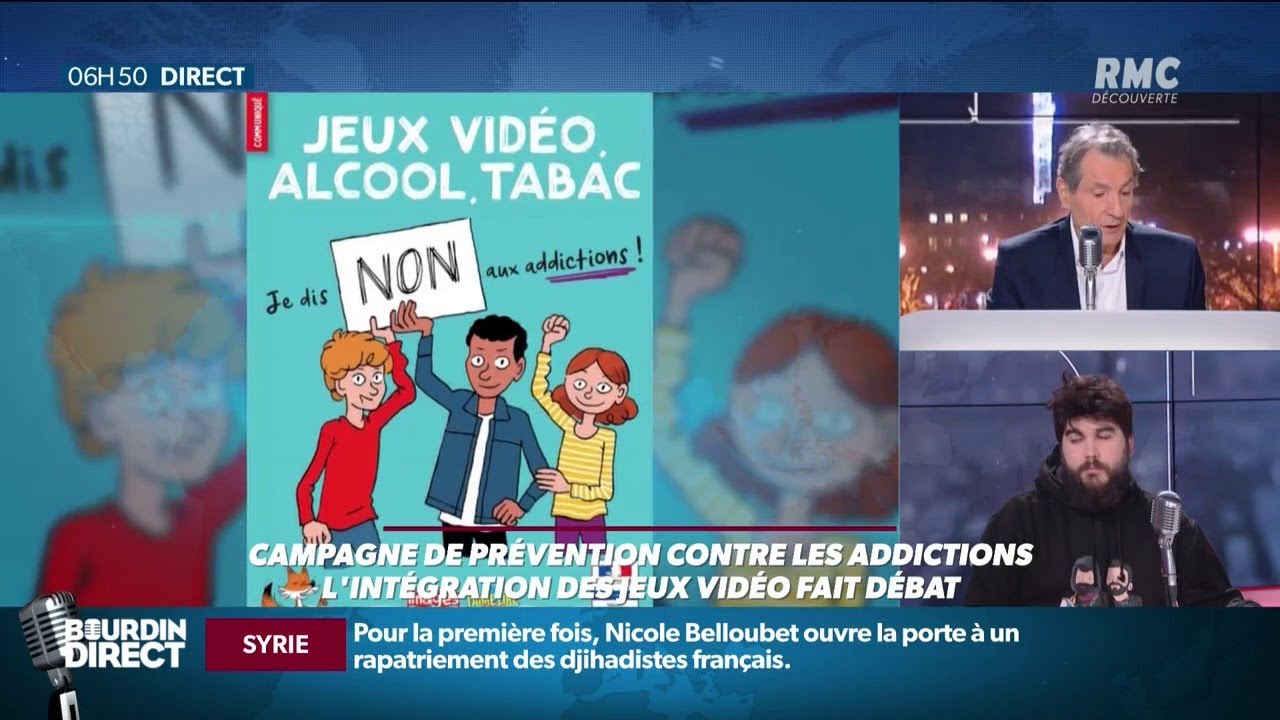 06H50 DIRECT
RMC
DÉCOUVERTE
COMMUNIQUÉ
JEUX VIDÉO,
ALCOOL, TABAC
Je dis NON aux addictions !
dis
N
CAMPAGNE DE PRÉVENTION CONTRE LES ADDICTIONS
L'INTÉGRATION DES JEUX VIDÉO FAIT DÉBAT
images
BOURDIN
DIRECT
SYRIE
Pour la première fois, Nicole Belloubet ouvre la porte à un
rapatriement des djihadistes français.